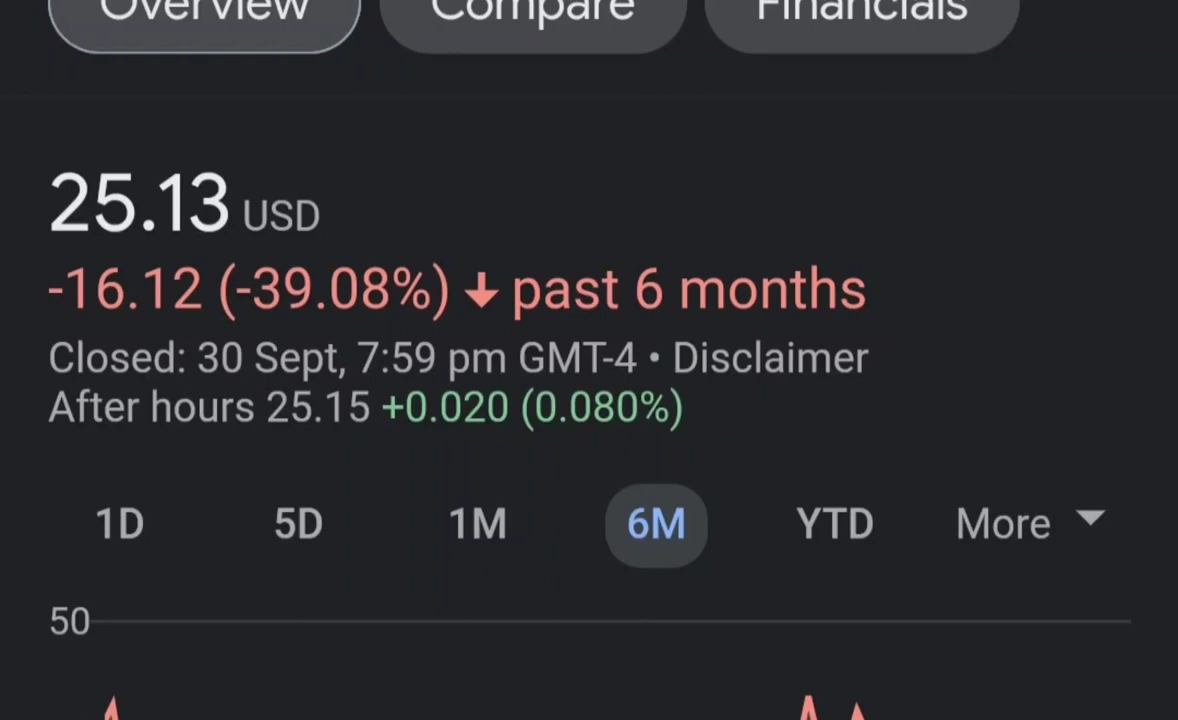 Overview Compare Financials
25.13 USD
-16.12 (-39.08%) ↓ past 6 months
Closed: 30 Sept, 7:59 pm GMT-4 • Disclaimer
After hours 25.15 +0.020 (0.080%)
1D 5D 1M 6M YTD More
50